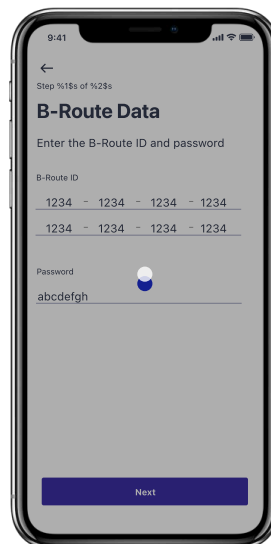 9:41
Step %1$s of %2$s
B-Route Data
Enter the B-Route ID and password
B-Route ID
1234 - 1234 - 1234 - 1234
1234 - 1234 - 1234 - 1234
Password
abcdefgh
Next